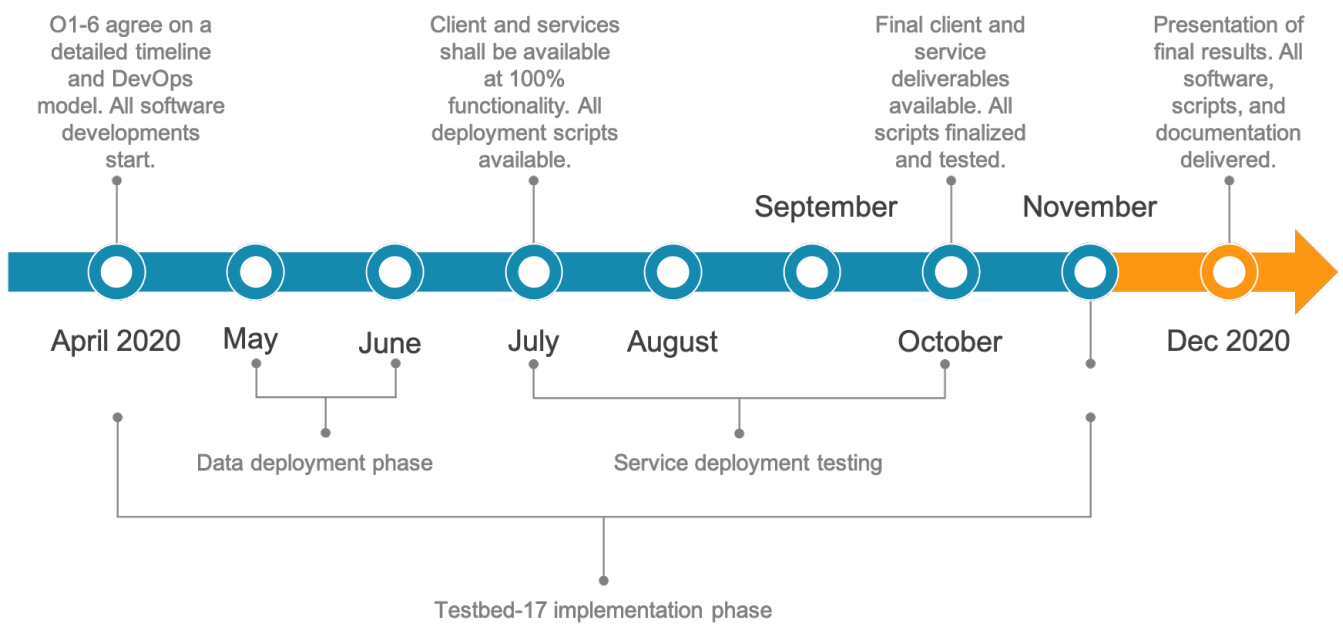 O1-6 agree on a
detailed timeline
and DevOps
model. All software
developments
start.
Client and services
shall be available
at 100%
functionality. All
deployment scripts
available.
Final client and
service
deliverables
available. All
scripts finalized
and tested.
Presentation of
final results. All
software,
scripts, and
documentation
delivered.
September
November
April 2020
May
June
July
August
October
Dec 2020
Data deployment phase
Service deployment testing
Testbed-17 implementation phase